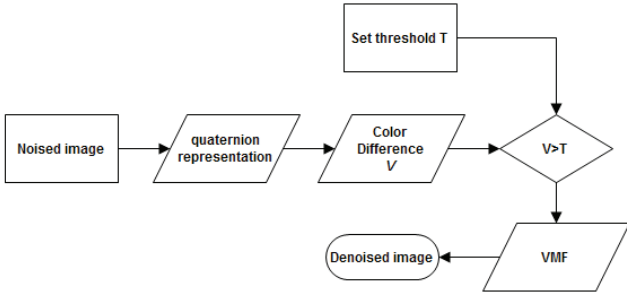 Set threshold T
Noised image
quaternion
representation
Color
Difference
V
V>T
VMF
Denoised image